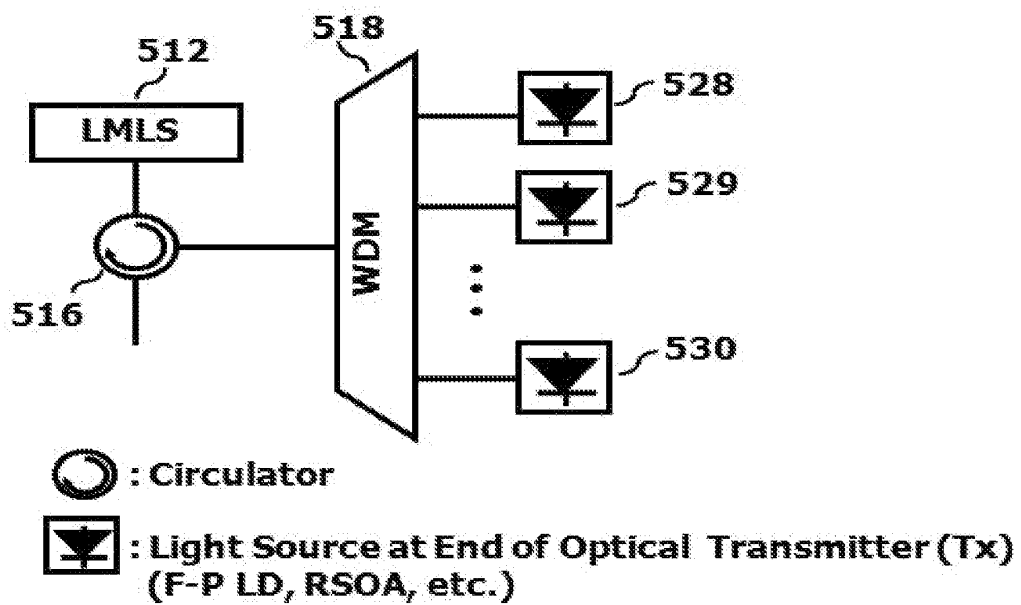 518
512
528
LMLS
529
WDM
516
530
: Circulator
: Light Source at End of Optical Transmitter (Tx)
(F-P LD, RSOA, etc.)